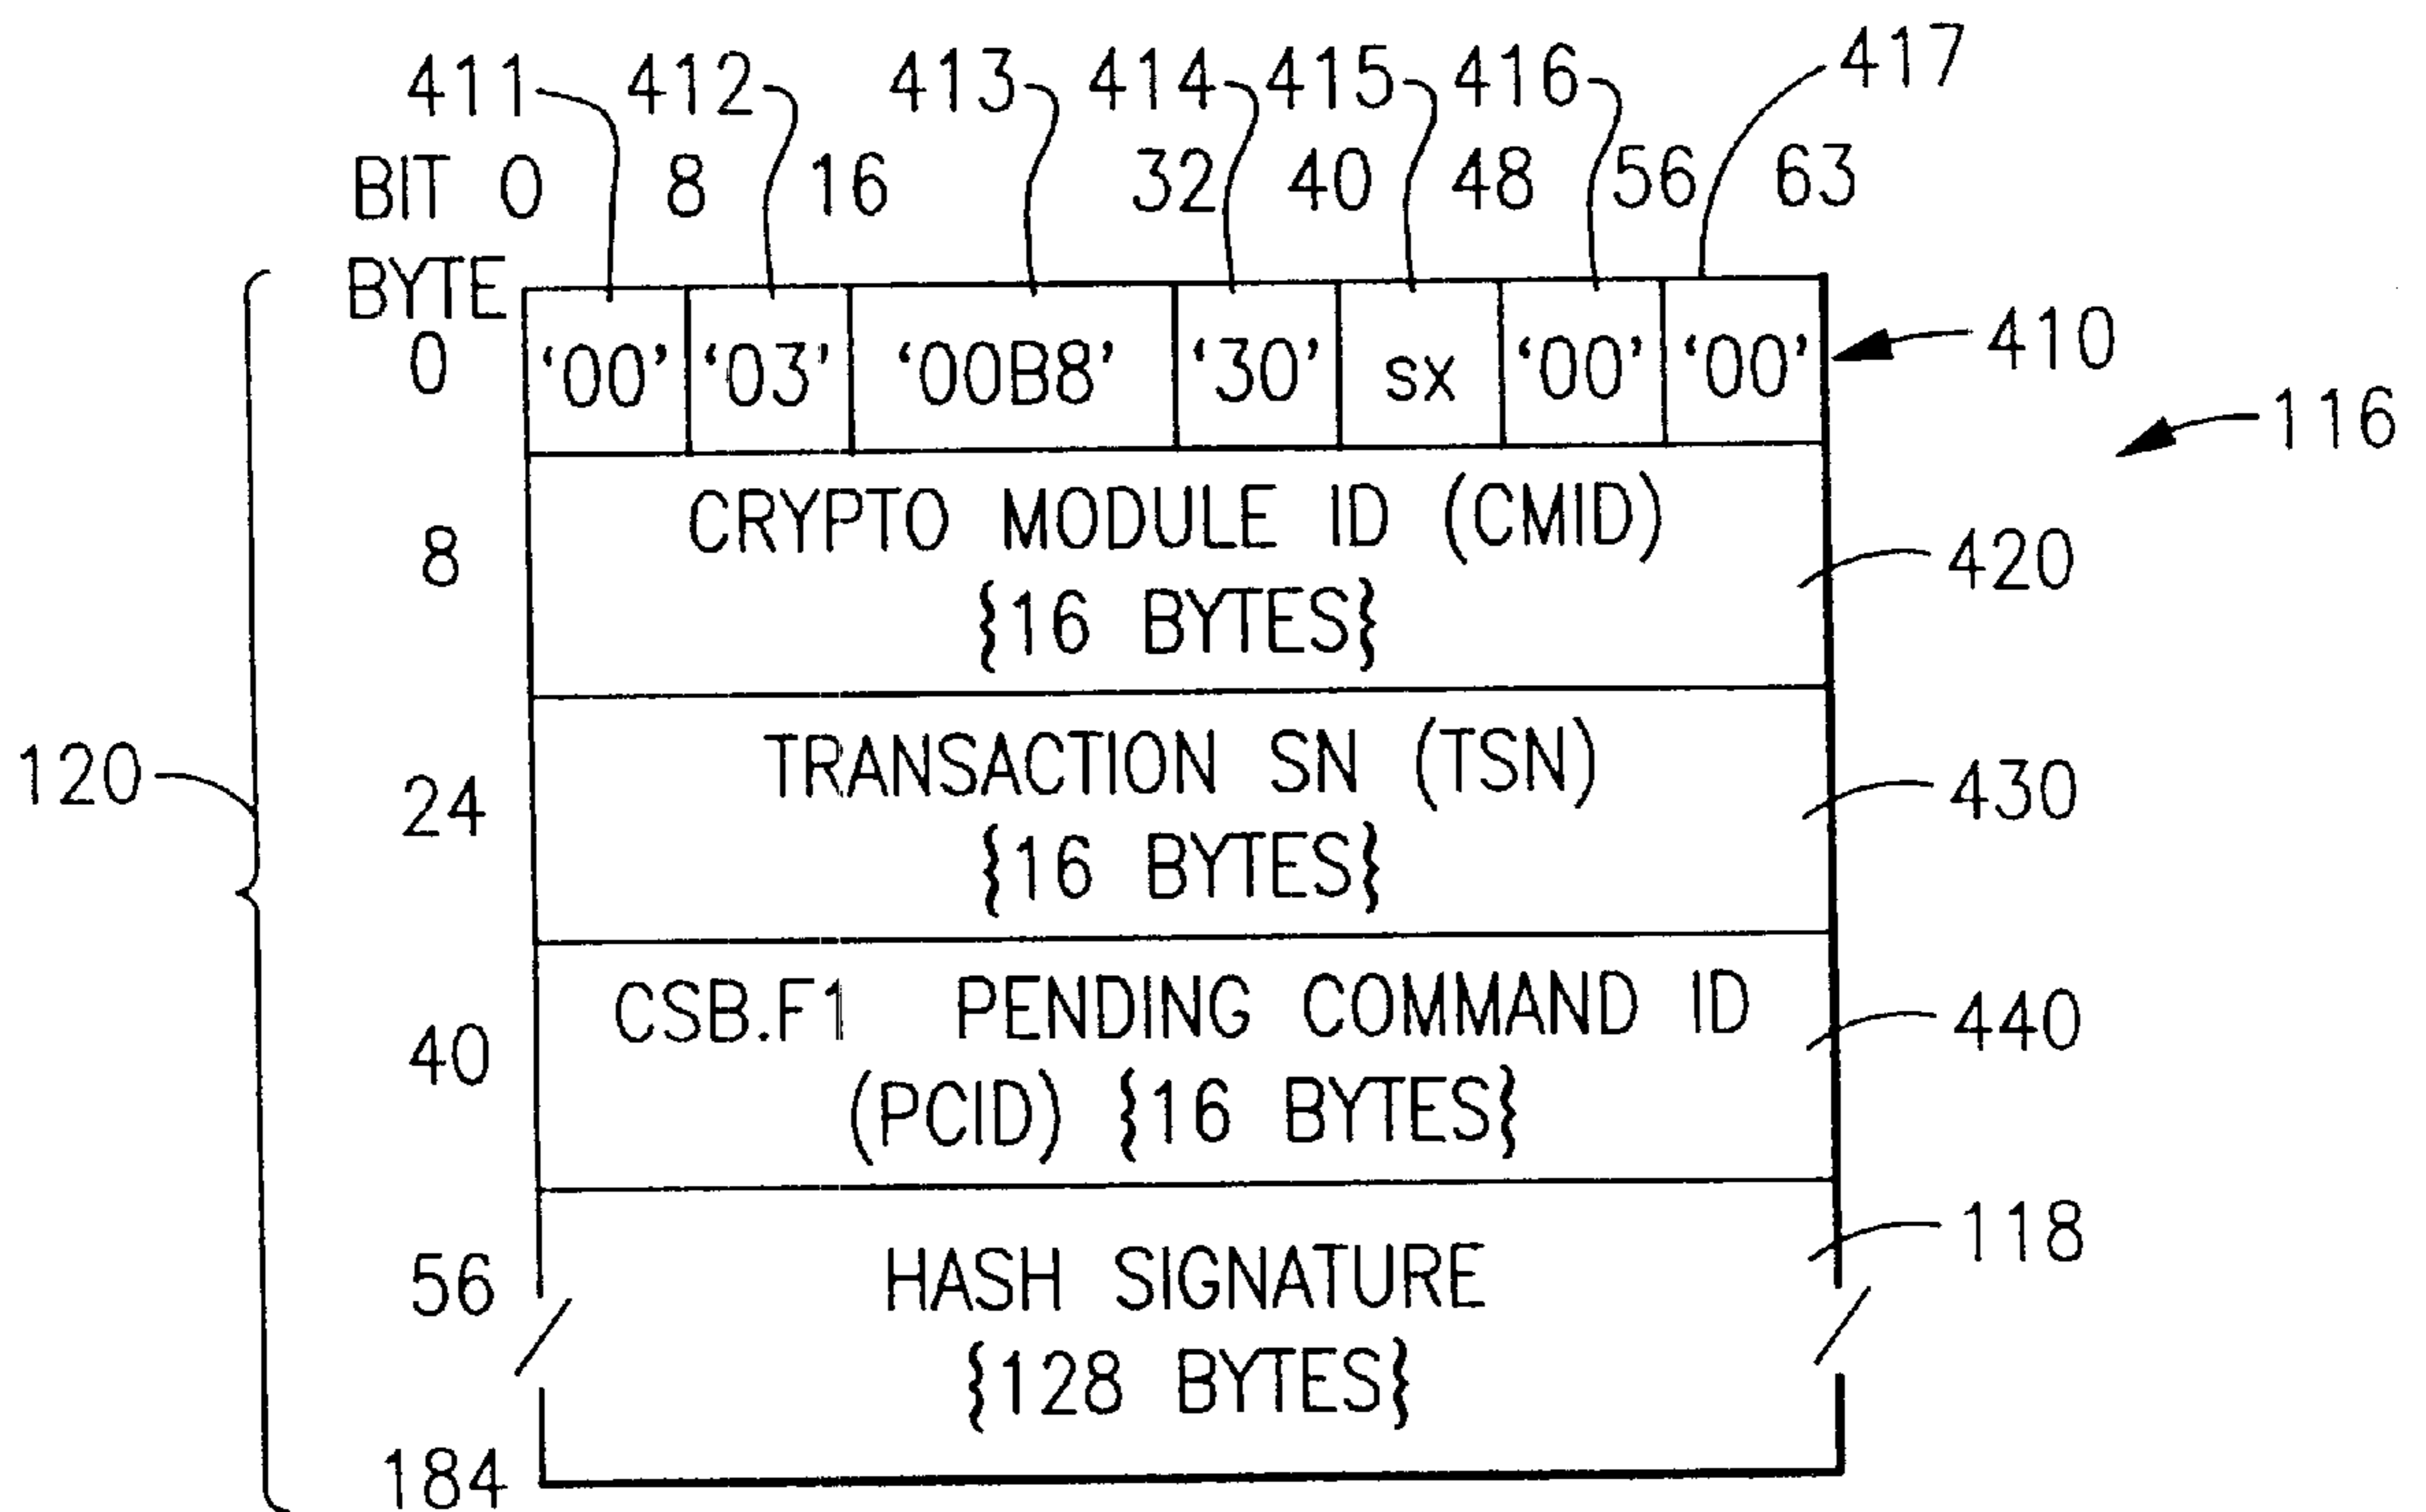 411 412 413 414 415 416 417
BIT 0 8 16 32 40 48 56 63
BYTE
0 '00' '03' '00B8' '30' sx '00' '00' 410
116
CRYPTO MODULE ID (CMID)
8 420
{16 BYTES}
TRANSACTION SN (TSN)
120 24 430
{16 BYTES}
CSB.F1 PENDING COMMAND ID
40 440
(PCID) {16 BYTES}
118
56 HASH SIGNATURE
{128 BYTES}
184